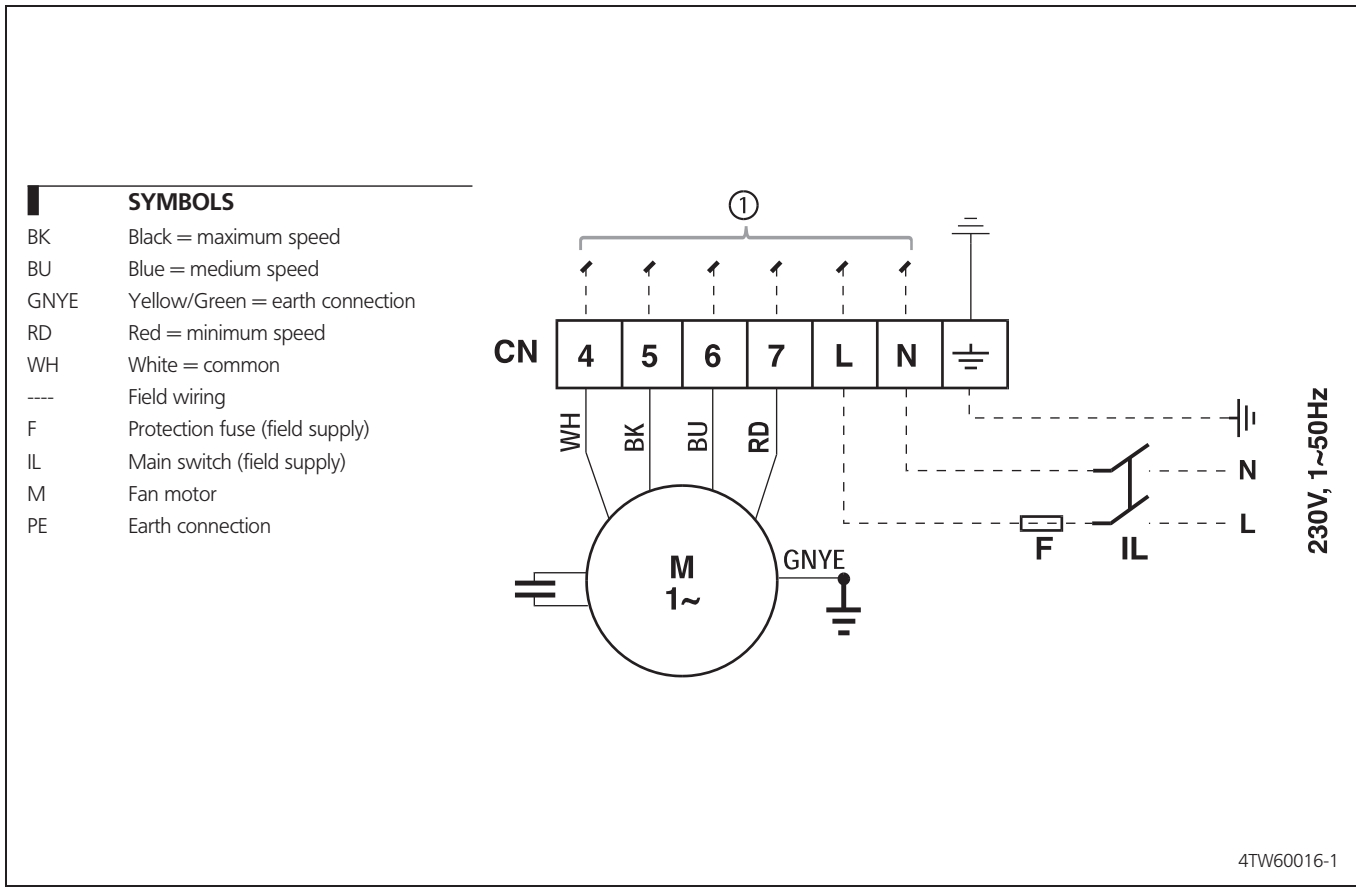 SYMBOLS
BK Black = maximum speed
BU Blue = medium speed
GNYE Yellow/Green = earth connection
RD Red = minimum speed
WH White = common
---- Field wiring
F Protection fuse (field supply)
IL Main switch (field supply)
M Fan motor
PE Earth connection
1
CN 4 5 6 7 L N
WH BK BU RD
N
L
F IL
230V, 1~50Hz
M
1~
GNYE
4TW60016-1